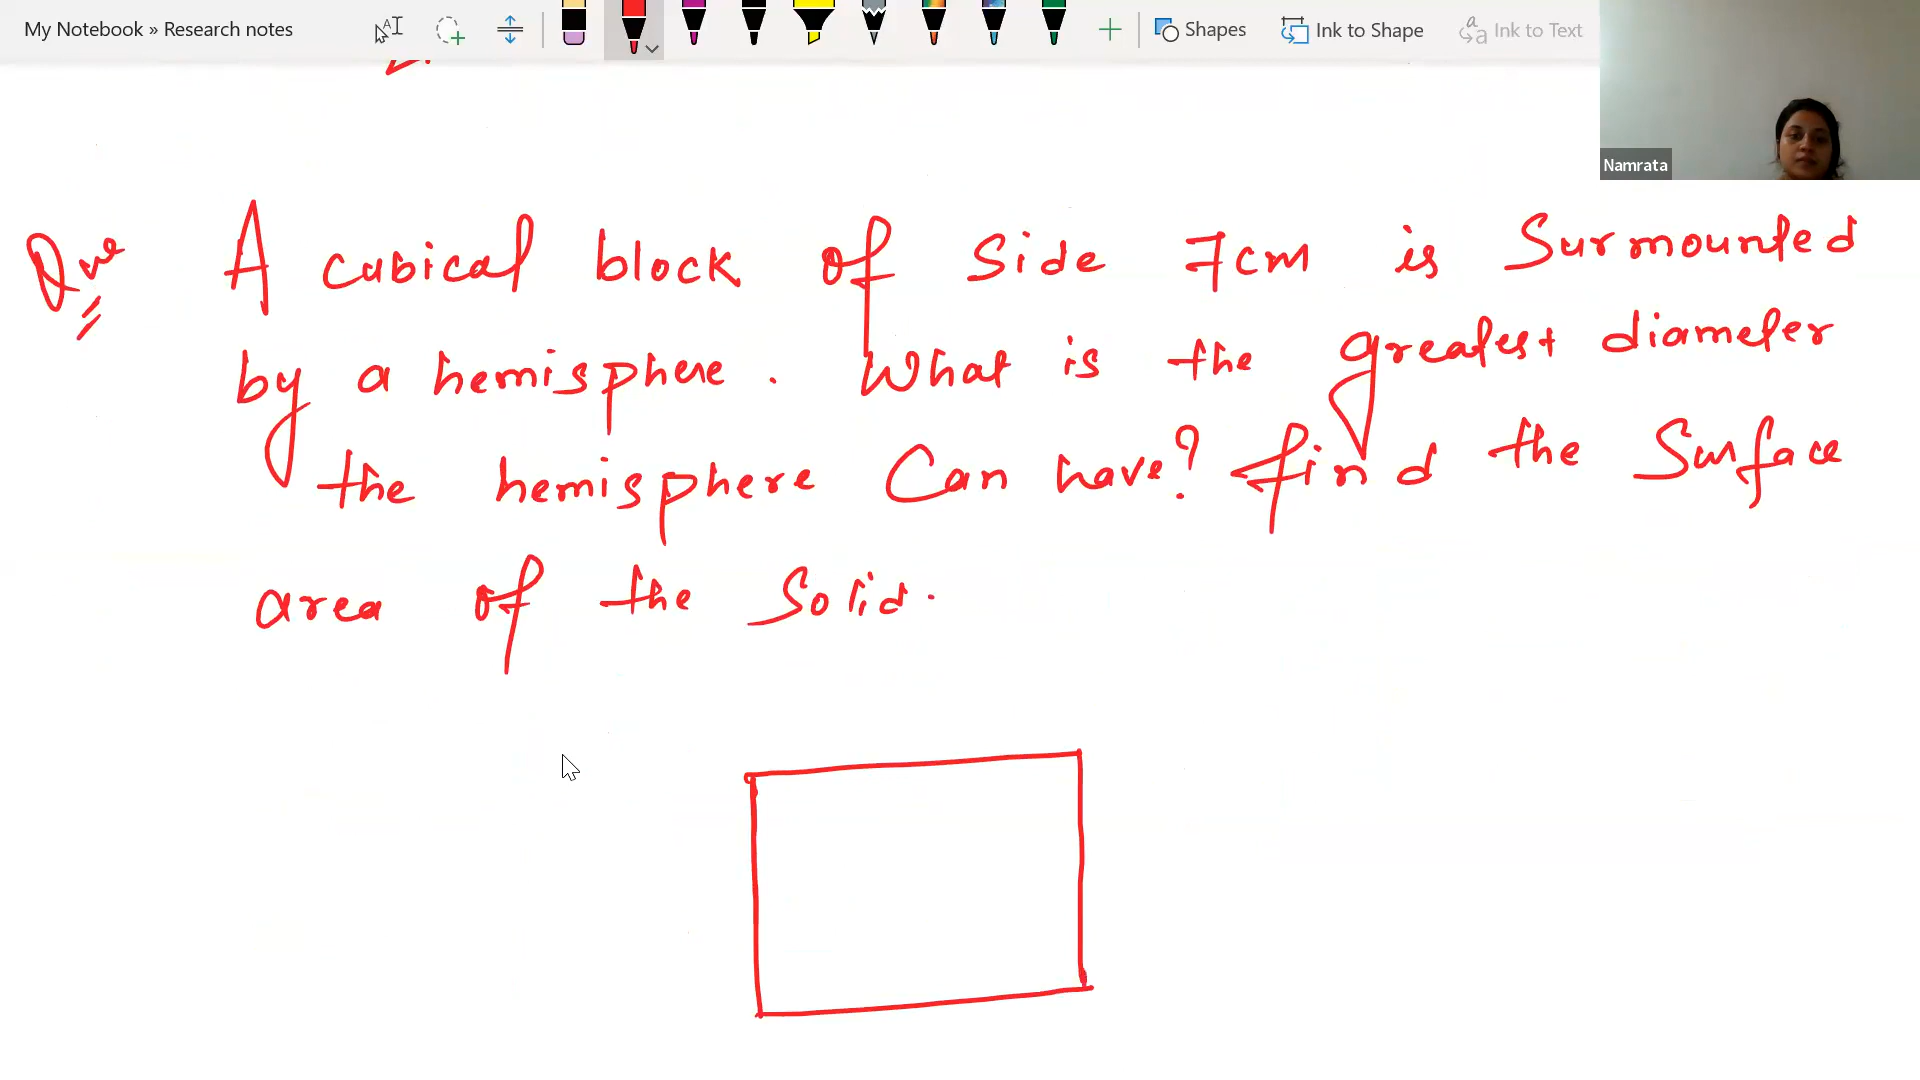 My Notebook » Research notes
Shapes
Ink to Shape
Ink to Text
Namrata
Que A cubical block of side 7cm is Surmounted
by a hemisphere. What is the greatest diameter
the hemisphere Can have? find the Surface
area of the Solid.